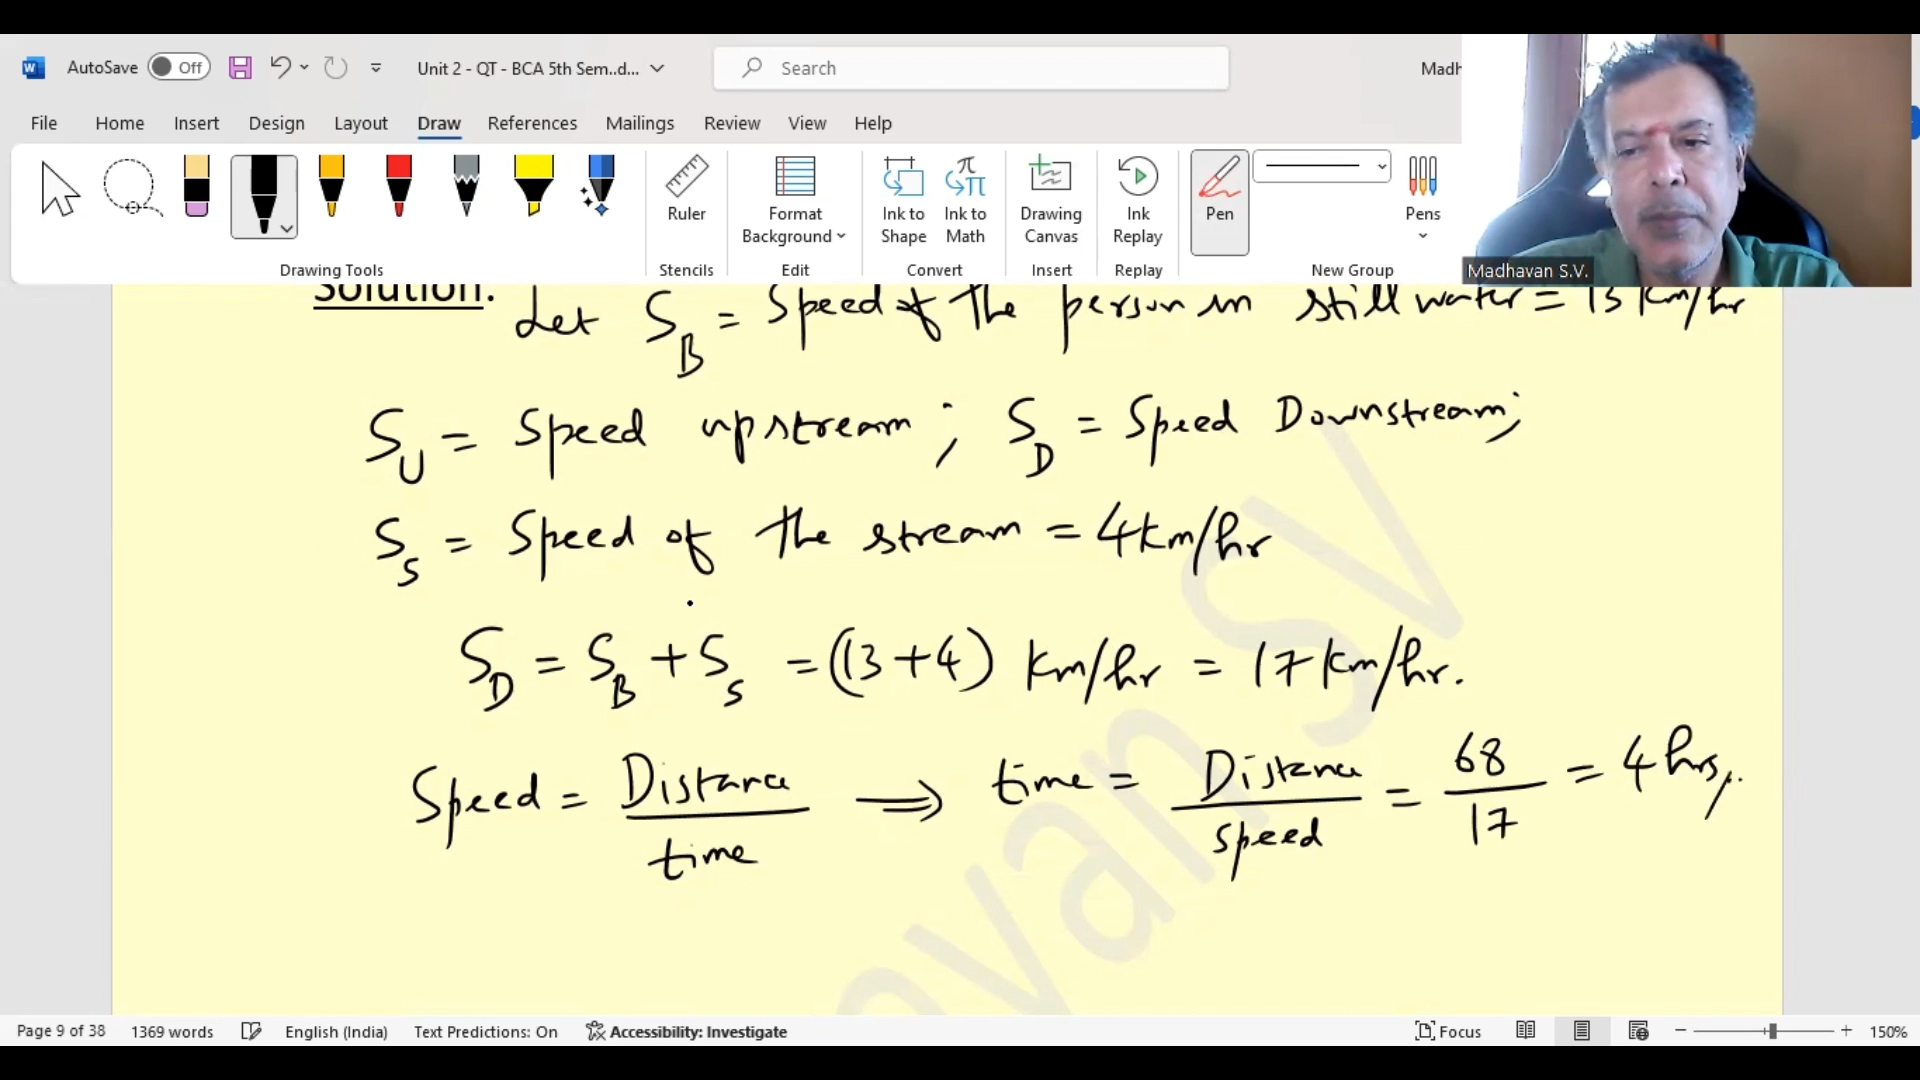 AutoSave Off Unit 2 - QT - BCA 5th Sem..d... Search Madh
File Home Insert Design Layout Draw References Mailings Review View Help
Ruler Format Background Ink to Shape Ink to Math Drawing Canvas Ink Replay Pen Pens
Drawing Tools Stencils Edit Convert Insert Replay New Group
Madhavan S.V.
Solution:
Let S_B = Speed of the person in still water = 13 km/hr
S_U = Speed upstream ; S_D = Speed Downstream;
S_S = Speed of the stream = 4km/hr
S_D = S_B + S_S = (13+4) km/hr = 17 km/hr.
Speed = Distance / time ⟹ time = Distance / speed = 68 / 17 = 4 hrs
avan SV
Page 9 of 38 1369 words English (India) Text Predictions: On Accessibility: Investigate Focus 150%